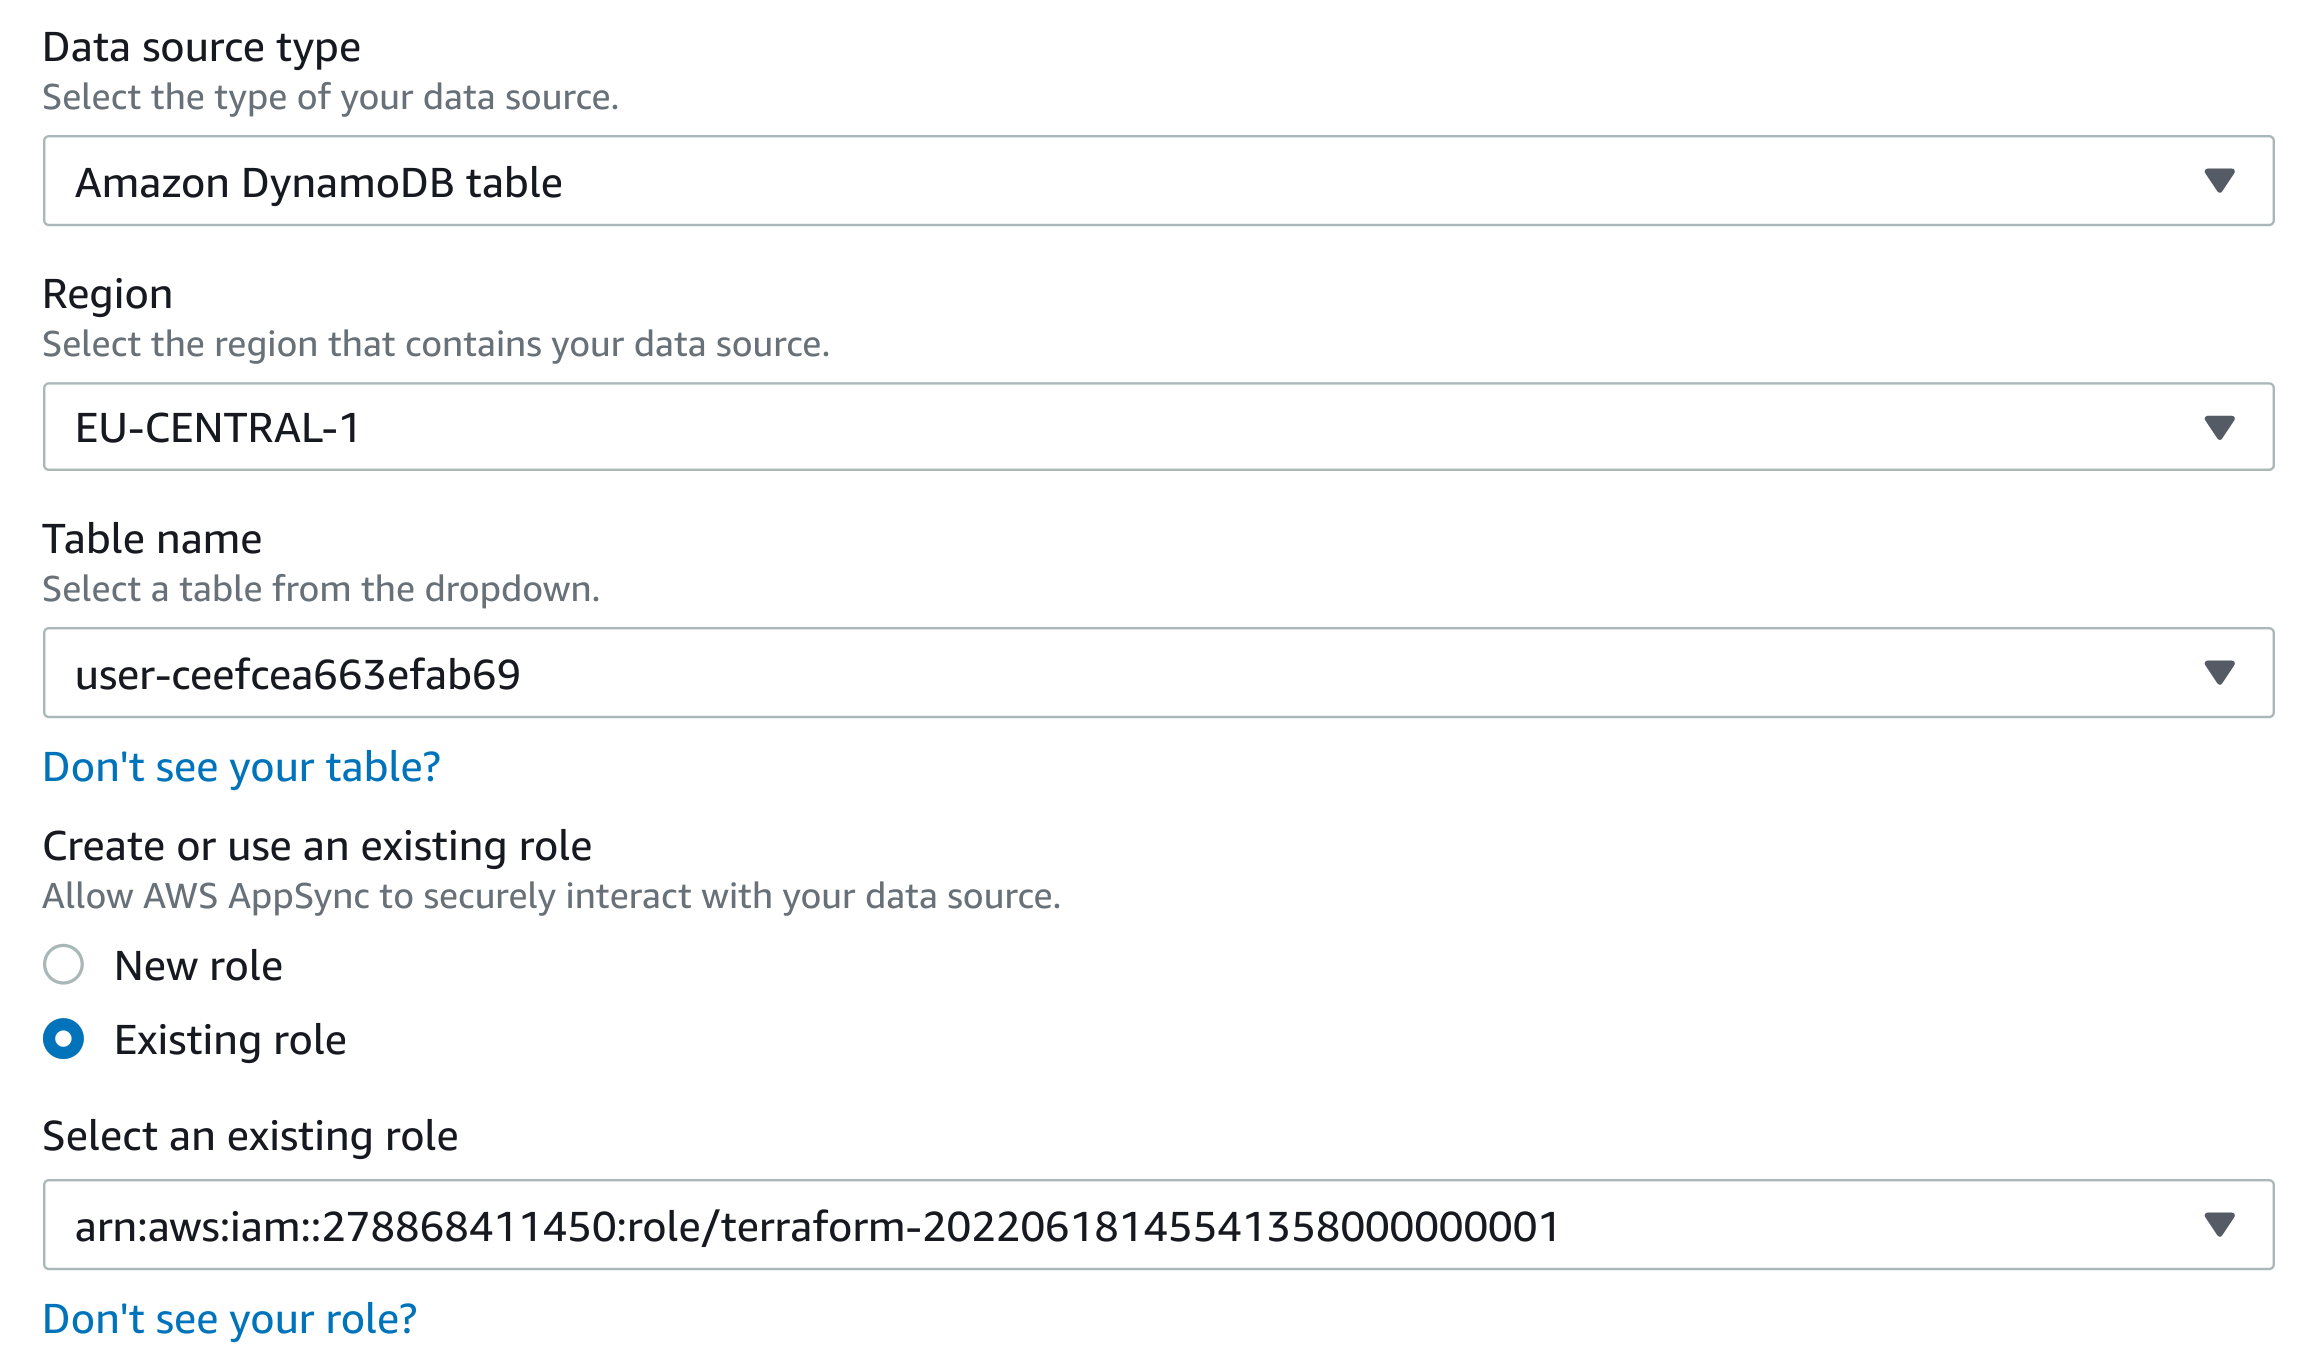 Data source type
Select the type of your data source.
Amazon DynamoDB table
Region
Select the region that contains your data source.
EU-CENTRAL-1
Table name
Select a table from the dropdown.
user-ceefcea663efab69
Don't see your table?
Create or use an existing role
Allow AWS AppSync to securely interact with your data source.
New role
Existing role
Select an existing role
arn:aws:iam::278868411450:role/terraform-20220618145541358000000001
Don't see your role?